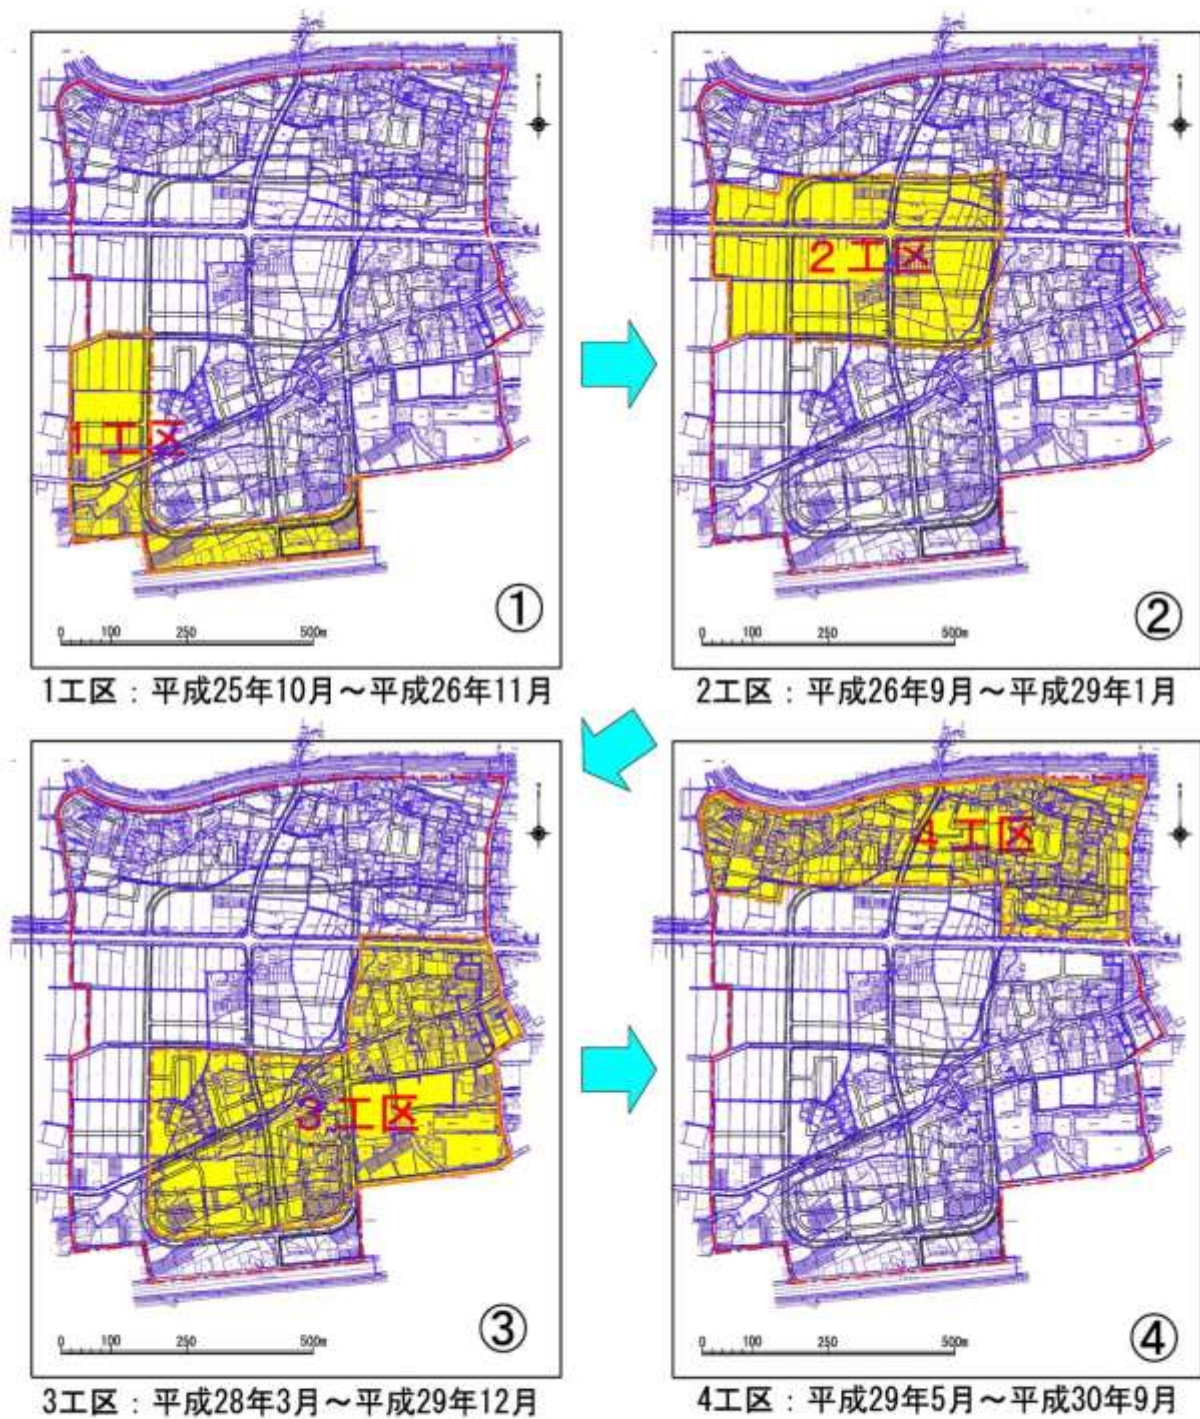 1工区
①
0 100 250 500m
1工区：平成25年10月～平成26年11月
2工区
②
0 100 250 500m
2工区：平成26年9月～平成29年1月
3工区
③
0 100 250 500m
3工区：平成28年3月～平成29年12月
4工区
④
0 100 250 500m
4工区：平成29年5月～平成30年9月